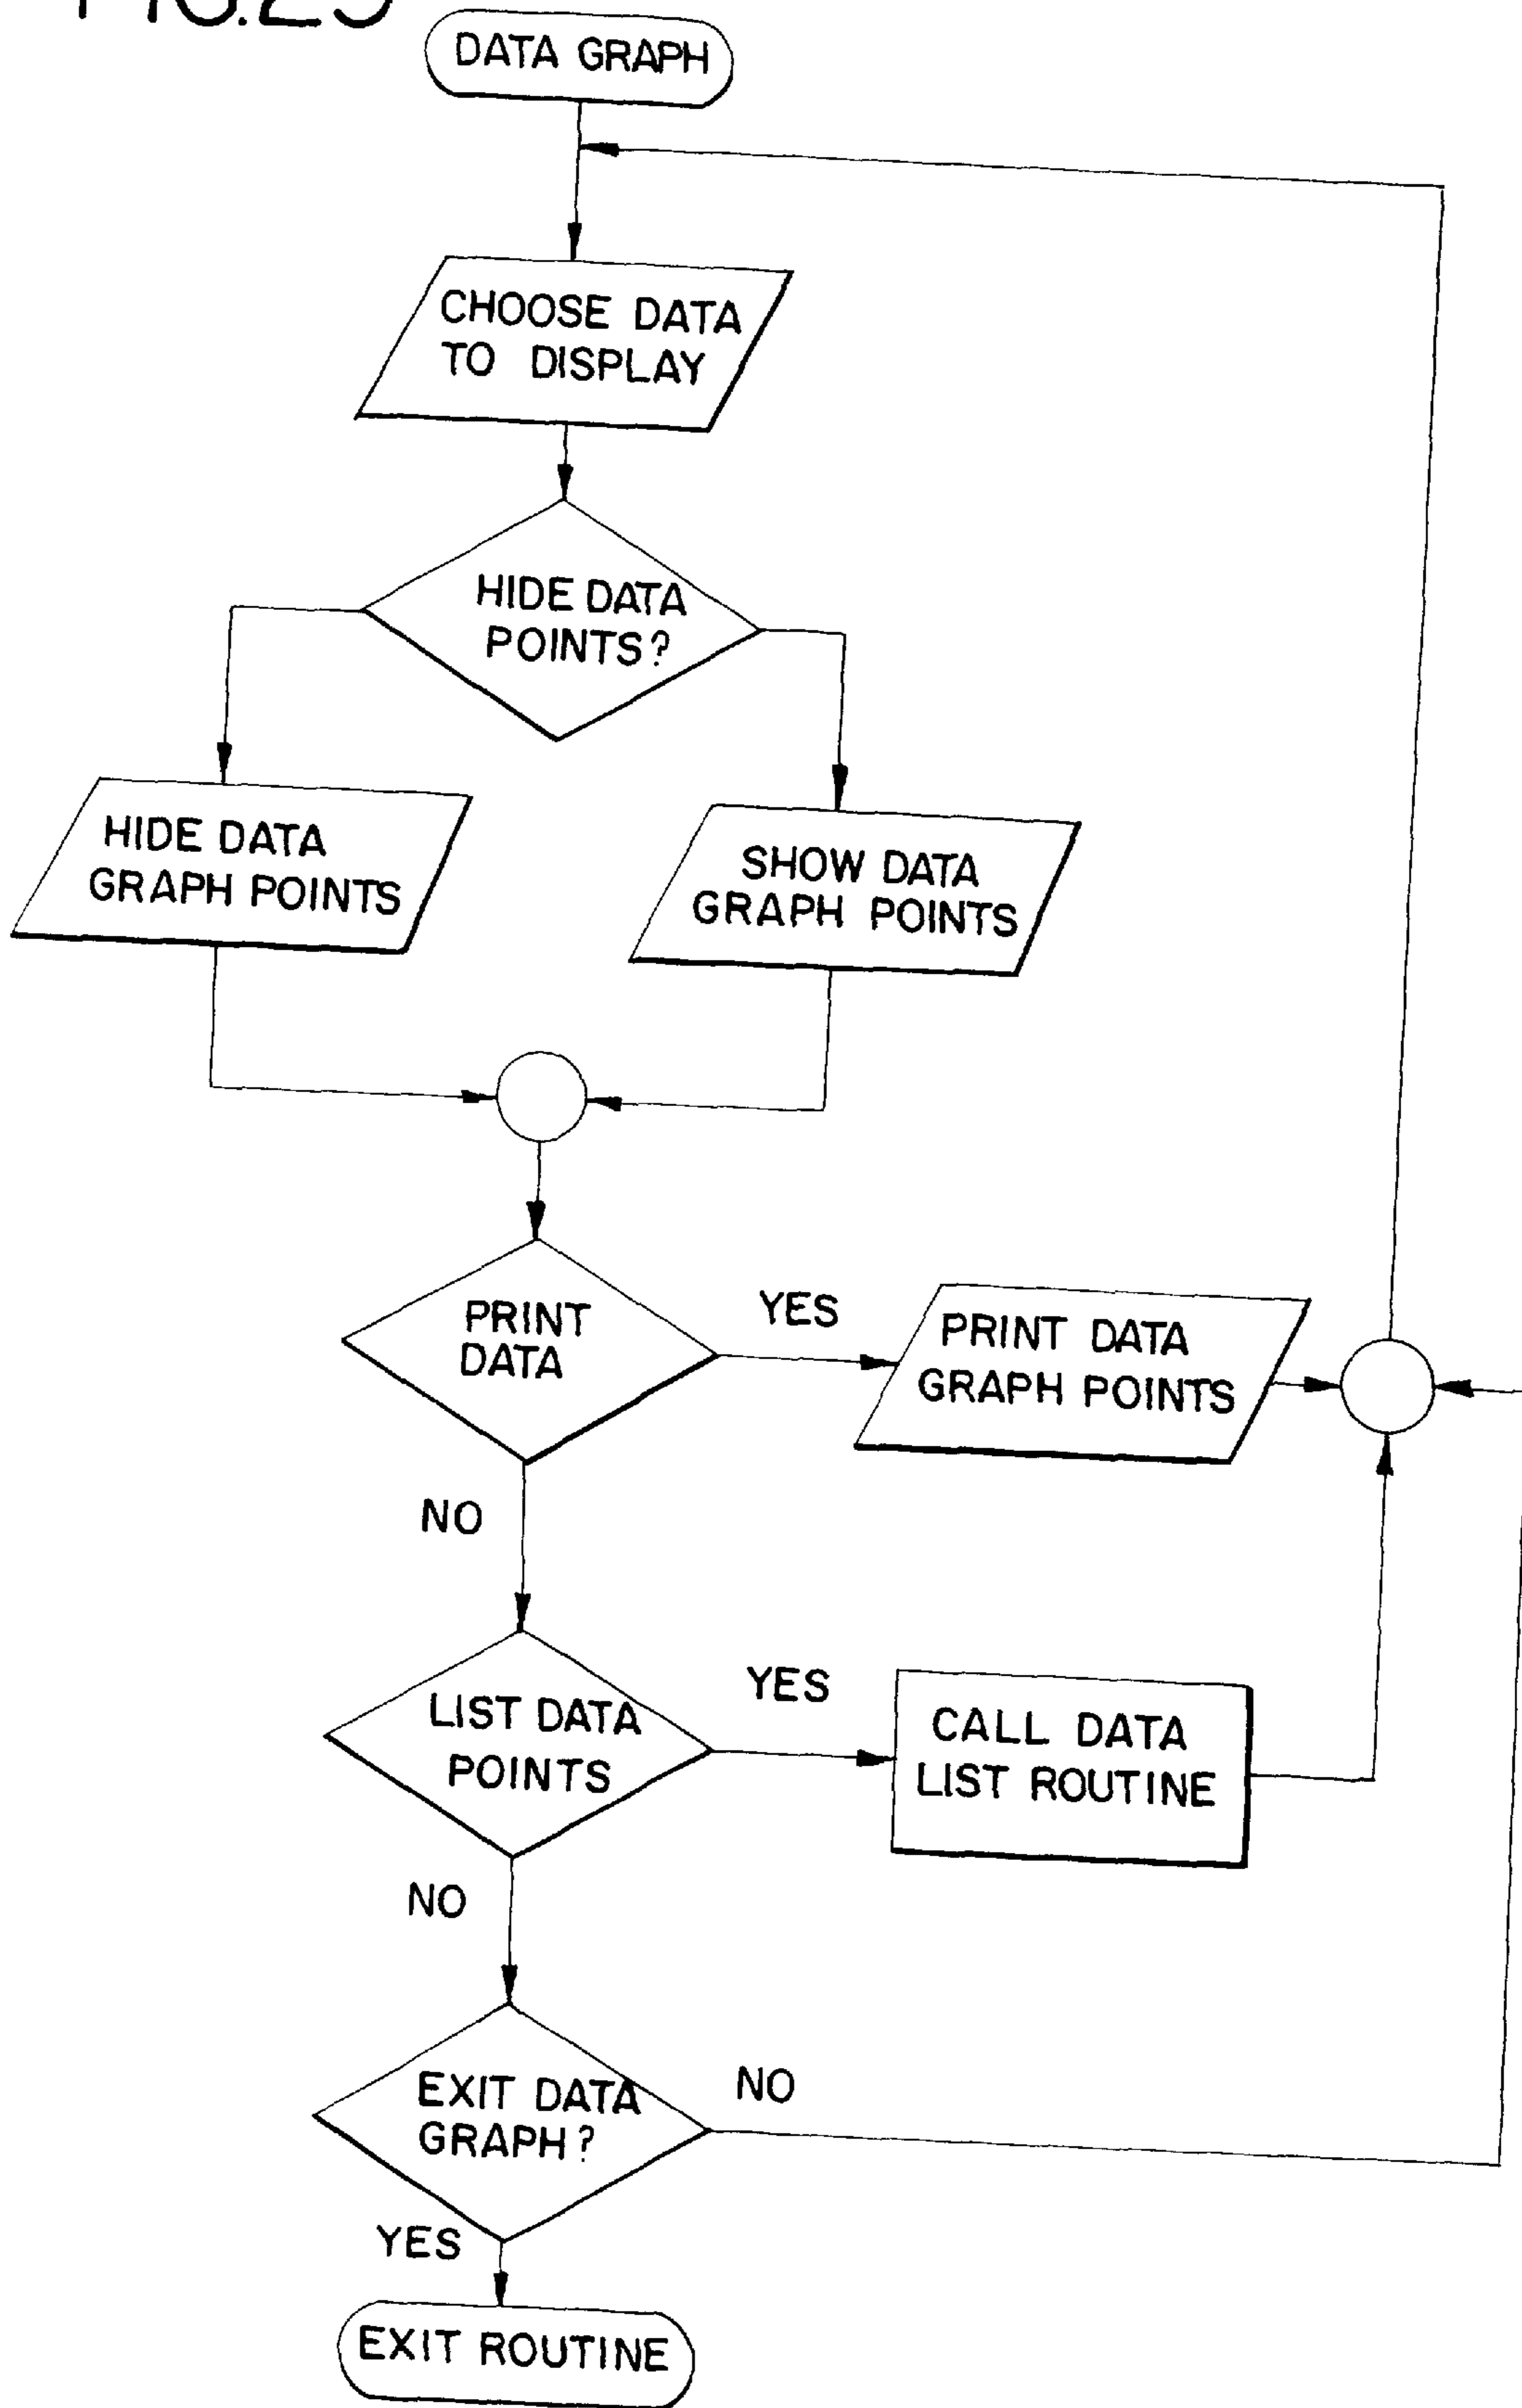 DATA GRAPH
CHOOSE DATA
TO DISPLAY
HIDE DATA
POINTS?
HIDE DATA
GRAPH POINTS
SHOW DATA
GRAPH POINTS
PRINT
DATA
YES
PRINT DATA
GRAPH POINTS
NO
LIST DATA
POINTS
YES
CALL DATA
LIST ROUTINE
NO
EXIT DATA
GRAPH?
NO
YES
EXIT ROUTINE